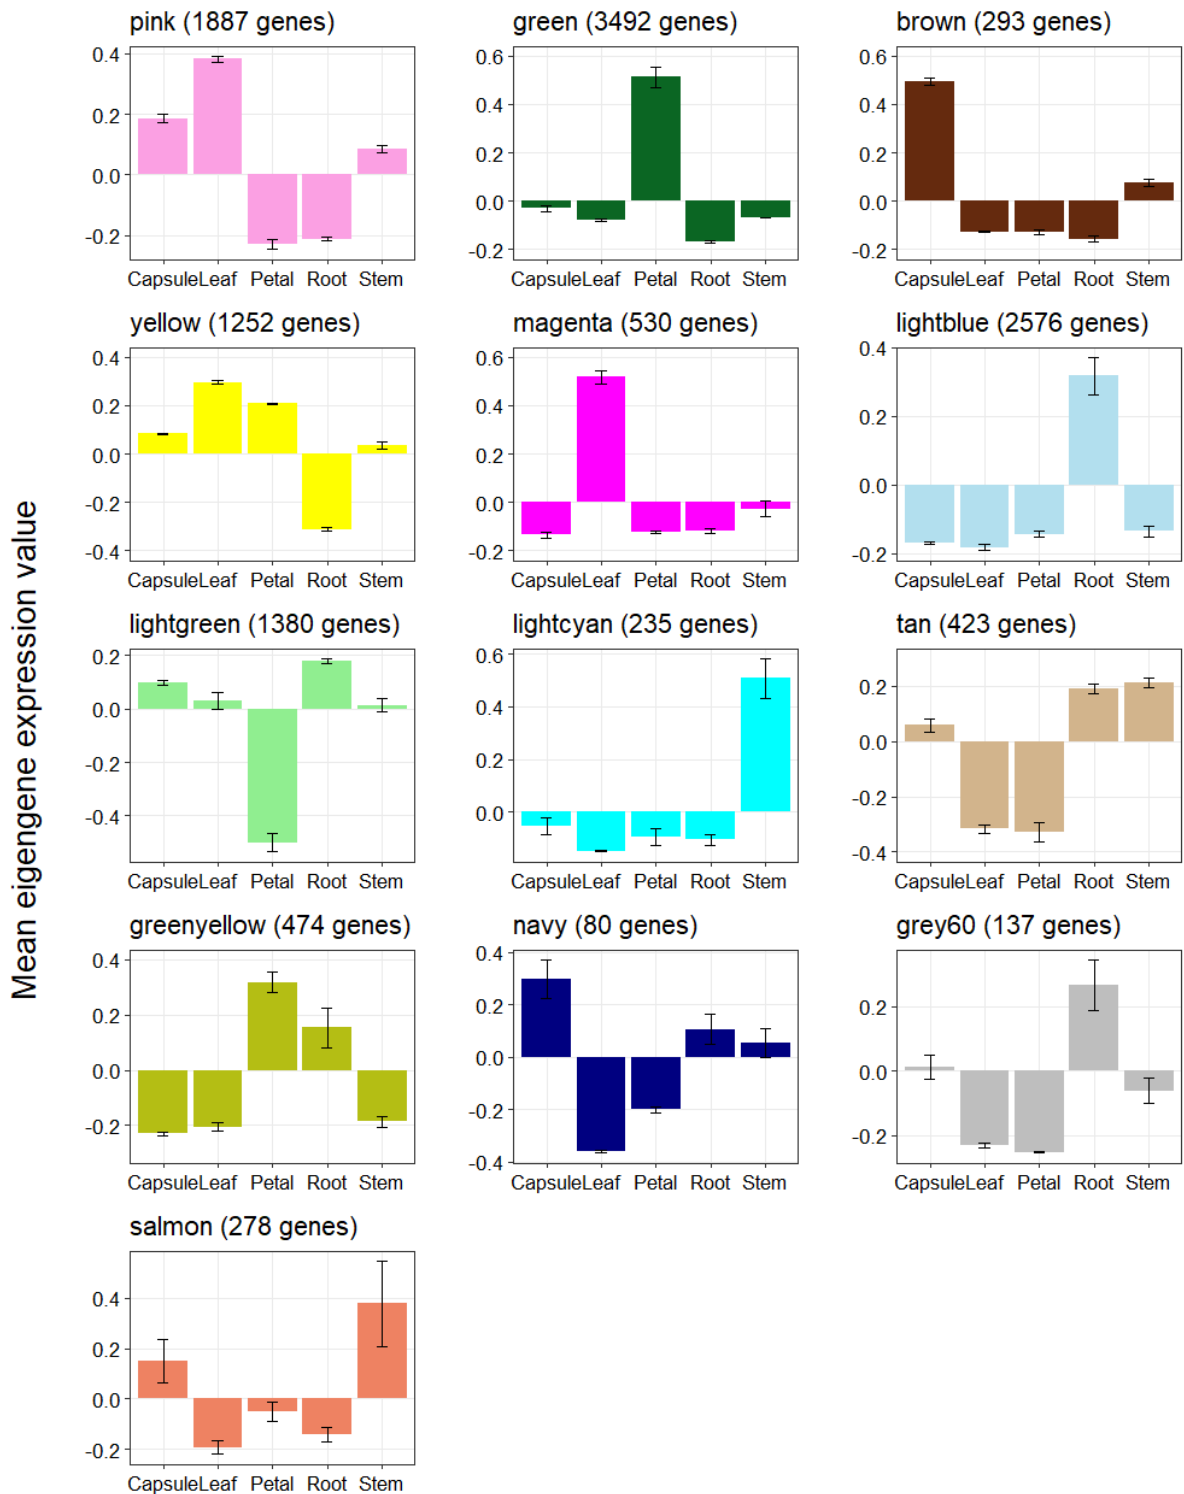 Mean eigengene expression value
pink (1887 genes)
0.4
0.2
0.0
-0.2
Capsule Leaf Petal Root Stem
green (3492 genes)
0.6
0.4
0.2
0.0
-0.2
Capsule Leaf Petal Root Stem
brown (293 genes)
0.6
0.4
0.2
0.0
-0.2
Capsule Leaf Petal Root Stem
yellow (1252 genes)
0.4
0.2
0.0
-0.2
-0.4
Capsule Leaf Petal Root Stem
magenta (530 genes)
0.6
0.4
0.2
0.0
-0.2
Capsule Leaf Petal Root Stem
lightblue (2576 genes)
0.4
0.2
0.0
-0.2
Capsule Leaf Petal Root Stem
lightgreen (1380 genes)
0.2
0.0
-0.2
-0.4
Capsule Leaf Petal Root Stem
lightcyan (235 genes)
0.6
0.4
0.2
0.0
Capsule Leaf Petal Root Stem
tan (423 genes)
0.2
0.0
-0.2
-0.4
Capsule Leaf Petal Root Stem
greenyellow (474 genes)
0.4
0.2
0.0
-0.2
Capsule Leaf Petal Root Stem
navy (80 genes)
0.4
0.2
0.0
-0.2
-0.4
Capsule Leaf Petal Root Stem
grey60 (137 genes)
0.2
0.0
-0.2
Capsule Leaf Petal Root Stem
salmon (278 genes)
0.4
0.2
0.0
-0.2
Capsule Leaf Petal Root Stem